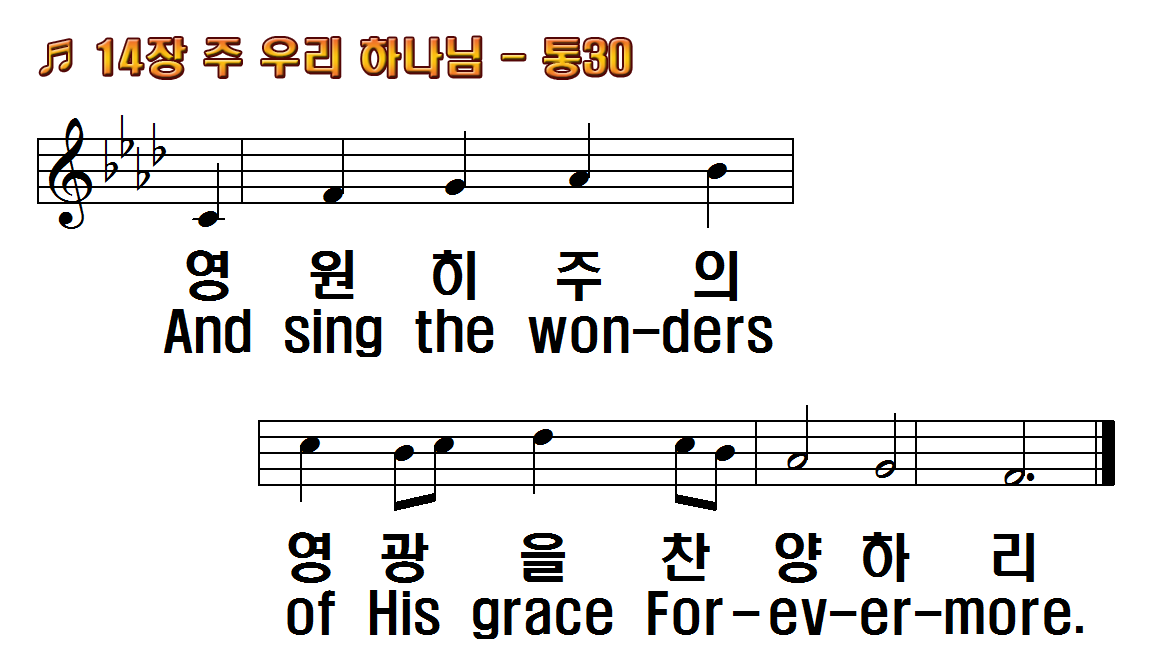 ♬ 14장 주 우리 하나님 - 통30
영 원 히 주 의
And sing the won-ders
영 광 을 찬 양 하 리
of His grace For-ev-er-more.